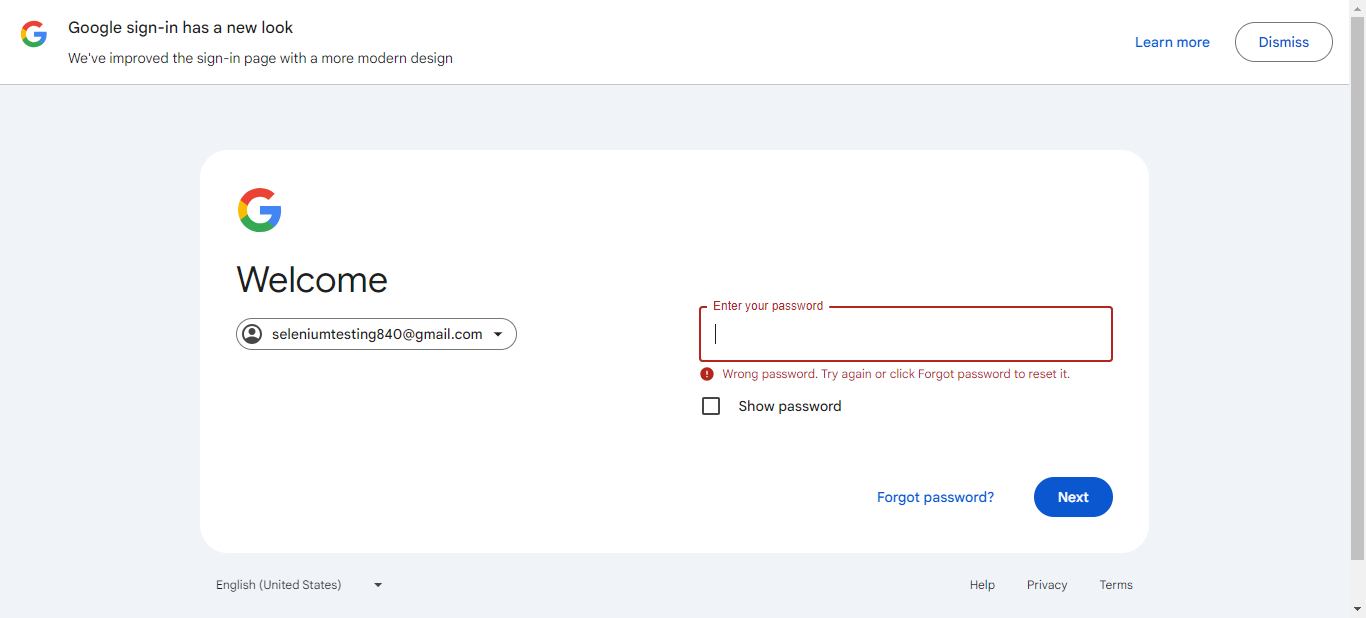 Google sign-in has a new look
We've improved the sign-in page with a more modern design
Learn more
Dismiss
Welcome
seleniumtesting840@gmail.com
Enter your password
Wrong password. Try again or click Forgot password to reset it.
Show password
Forgot password?
Next
English (United States)
Help
Privacy
Terms